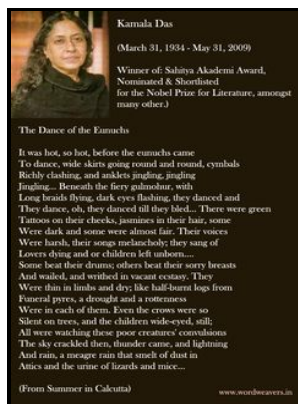 Kamala Das
(March 31, 1934 - May 31, 2009)
Winner of: Sahitya Akademi Award,
Nominated & Shortlisted
for the Nobel Prize for Literature, amongst
many other.)
The Dance of the Eunuchs
It was hot, so hot, before the eunuchs came
To dance, wide skirts going round and round, cymbals
Richly clashing, and anklets jingling, jingling
Jingling... Beneath the fiery gulmohur, with
Long braids flying, dark eyes flashing, they danced and
They dance, oh, they danced till they bled... There were green
Tattoos on their cheeks, jasmines in their hair, some
Were dark and some were almost fair. Their voices
Were harsh, their songs melancholy; they sang of
Lovers dying and or children left unborn....
Some beat their drums; others beat their sorry breasts
And wailed, and writhed in vacant ecstasy. They
Were thin in limbs and dry; like half-burnt logs from
Funeral pyres, a drought and a rottenness
Were in each of them. Even the crows were so
Silent on trees, and the children wide-eyed, still;
All were watching these poor creatures' convulsions
The sky crackled then, thunder came, and lightning
And rain, a meagre rain that smelt of dust in
Attics and the urine of lizards and mice...
(From Summer in Calcutta)
www.wordweavers.in